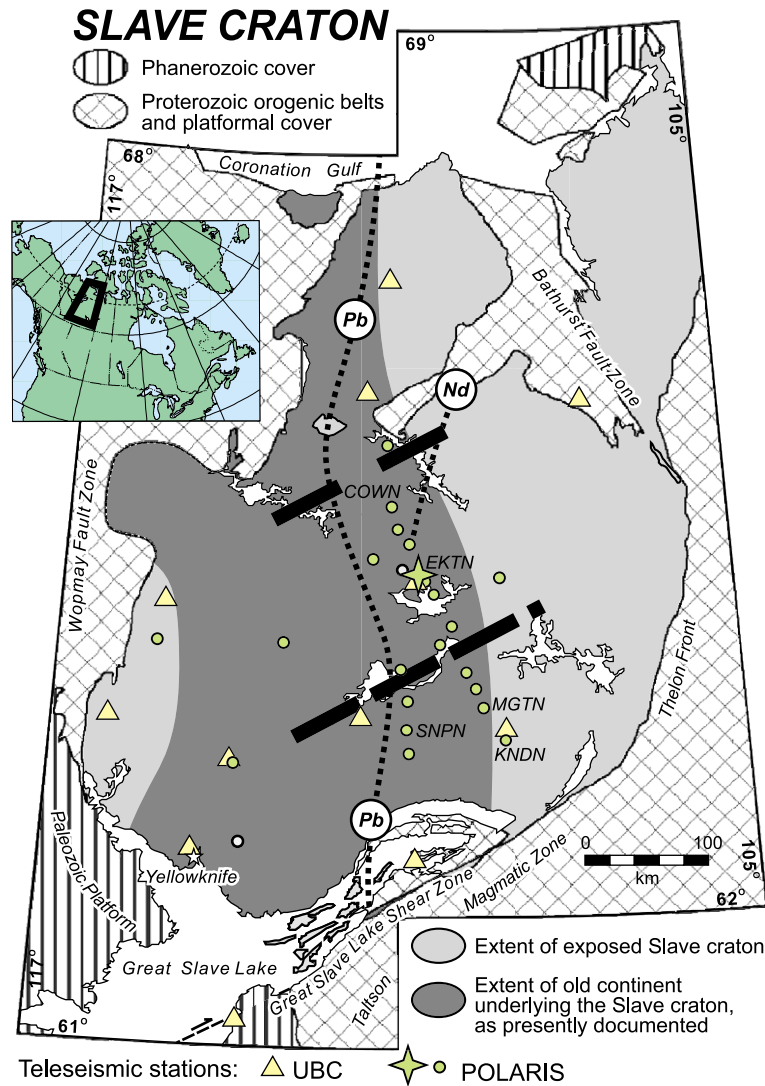 SLAVE CRATON
Phanerozoic cover
Proterozoic orogenic belts
and platformal cover
69
105°
68°
117°
Coronation Gulf
Bathurst Fault Zone
Pb
Nd
Wopmay Fault Zone
COWN
EKTN
Thelon Front
MGTN
SNPN
KNDN
Pb
0 100
km
Yellowknife
Paleozoic Platform
Great Slave Lake Shear Zone
Magmatic Zone
Taltson
105°
62°
117°
Great Slave Lake
61°
Extent of exposed Slave craton
Extent of old continent
underlying the Slave craton,
as presently documented
Teleseismic stations: UBC POLARIS